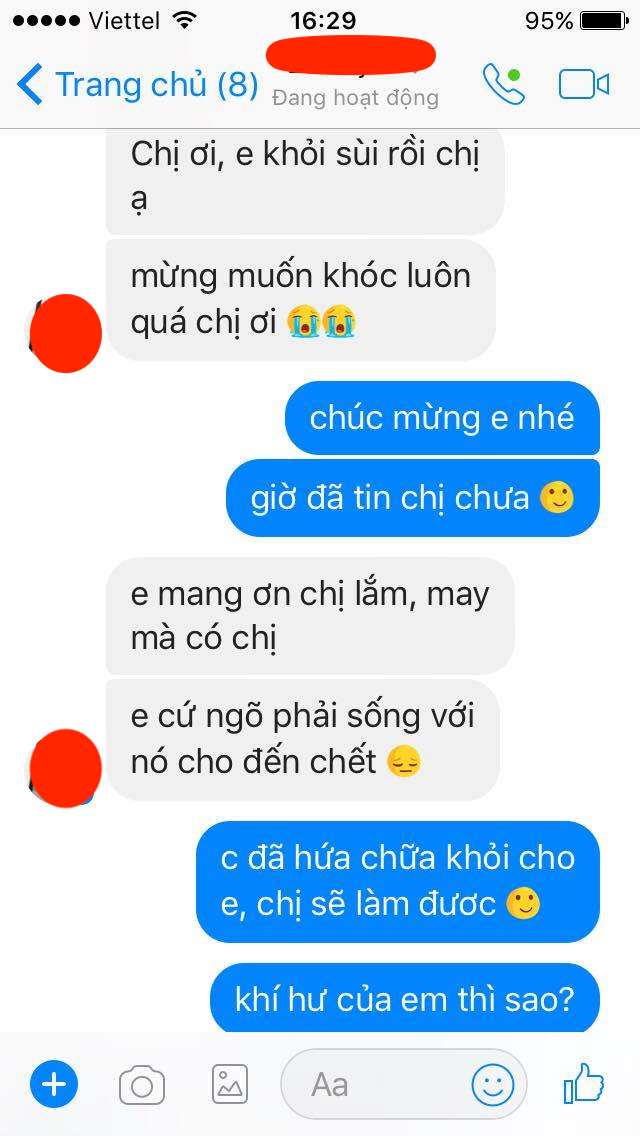 Viettel 16:29 95%
Trang chủ (8)
Đang hoạt động
Chị ơi, e khỏi sùi rồi chị
ạ
mừng muốn khóc luôn
quá chị ơi 😭😭
chúc mừng e nhé
giờ đã tin chị chưa 🙂
e mang ơn chị lắm, may
mà có chị
e cứ ngõ phải sống với
nó cho đến chết 😔
c đã hứa chữa khỏi cho
e, chị sẽ làm đươc 🙂
khí hư của em thì sao?
Aa